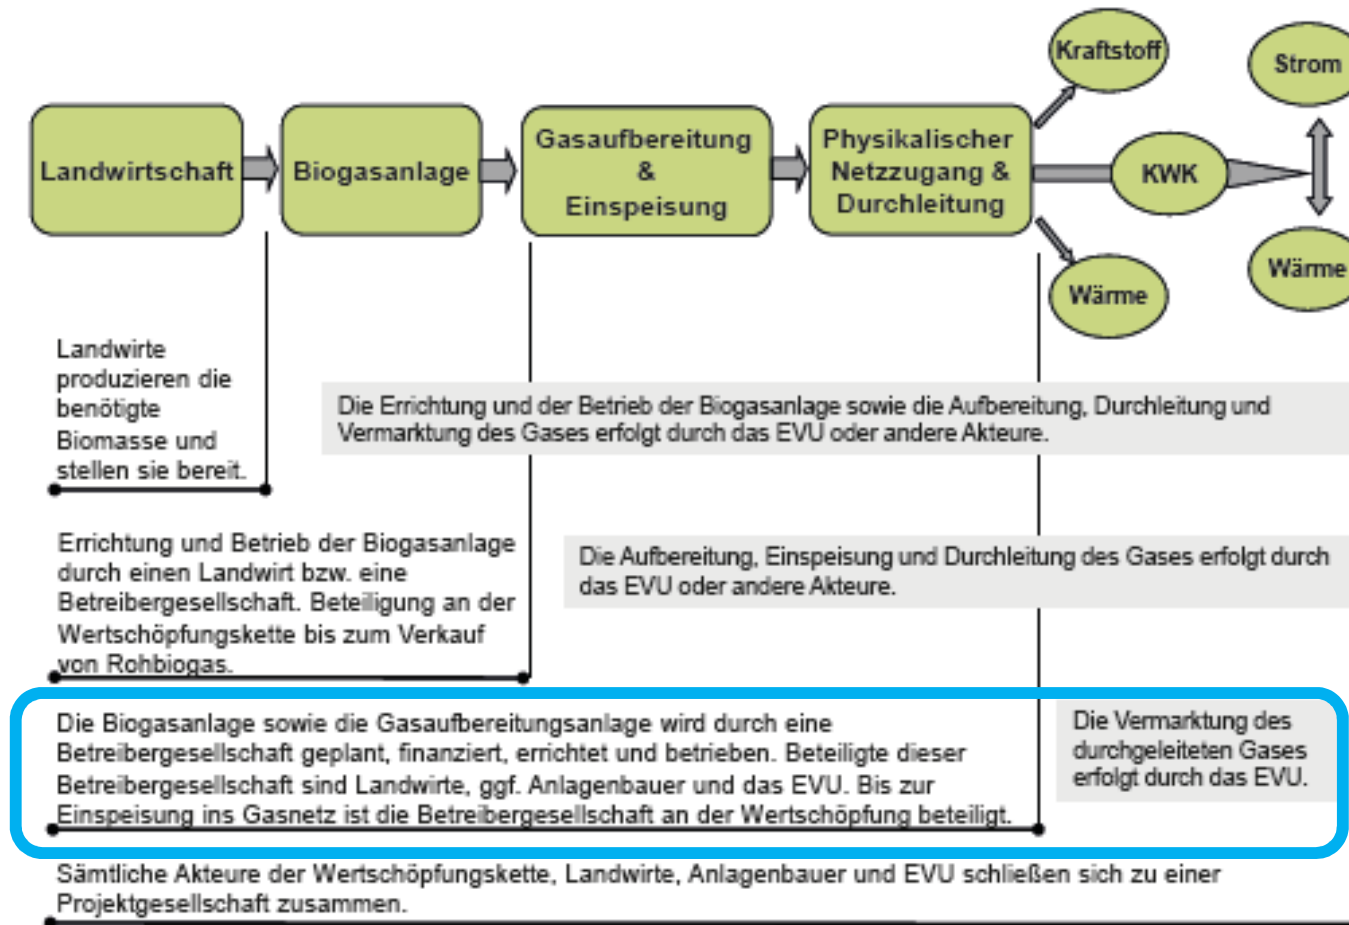 Kraftstoff
Strom
Landwirtschaft
Biogasanlage
Gasaufbereitung
&
Einspeisung
Physikalischer
Netzzugang &
Durchleitung
KWK
Wärme
Wärme
Landwirte
produzieren die
benötigte
Biomasse und
stellen sie bereit.
Die Errichtung und der Betrieb der Biogasanlage sowie die Aufbereitung, Durchleitung und
Vermarktung des Gases erfolgt durch das EVU oder andere Akteure.
Errichtung und Betrieb der Biogasanlage
durch einen Landwirt bzw. eine
Betreibergesellschaft. Beteiligung an der
Wertschöpfungskette bis zum Verkauf
von Rohbiogas.
Die Aufbereitung, Einspeisung und Durchleitung des Gases erfolgt durch
das EVU oder andere Akteure.
Die Biogasanlage sowie die Gasaufbereitungsanlage wird durch eine
Betreibergesellschaft geplant, finanziert, errichtet und betrieben. Beteiligte dieser
Betreibergesellschaft sind Landwirte, ggf. Anlagenbauer und das EVU. Bis zur
Einspeisung ins Gasnetz ist die Betreibergesellschaft an der Wertschöpfung beteiligt.
Die Vermarktung des
durchgeleiteten Gases
erfolgt durch das EVU.
Sämtliche Akteure der Wertschöpfungskette, Landwirte, Anlagenbauer und EVU schließen sich zu einer
Projektgesellschaft zusammen.